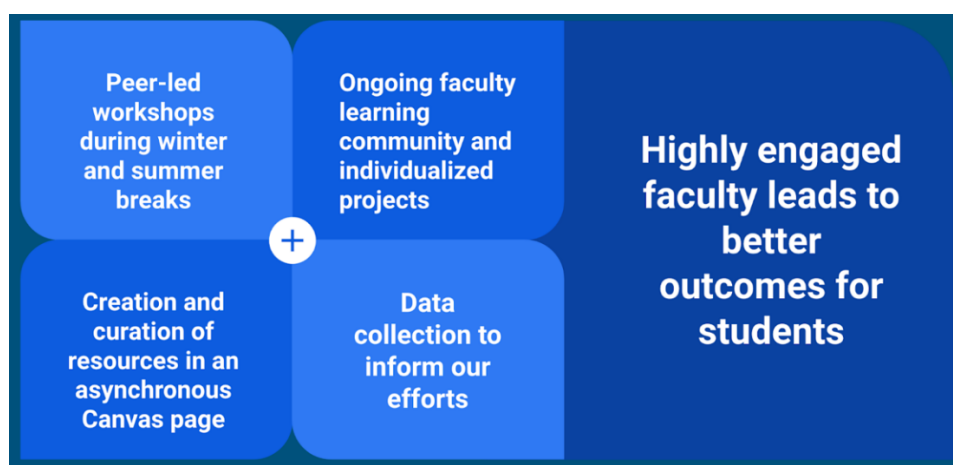 Peer-led
workshops
during winter
and summer
breaks
Ongoing faculty
learning
community and
individualized
projects
Creation and
curation of
resources in an
asynchronous
Canvas page
Data
collection to
inform our
efforts
Highly engaged
faculty leads to
better
outcomes for
students